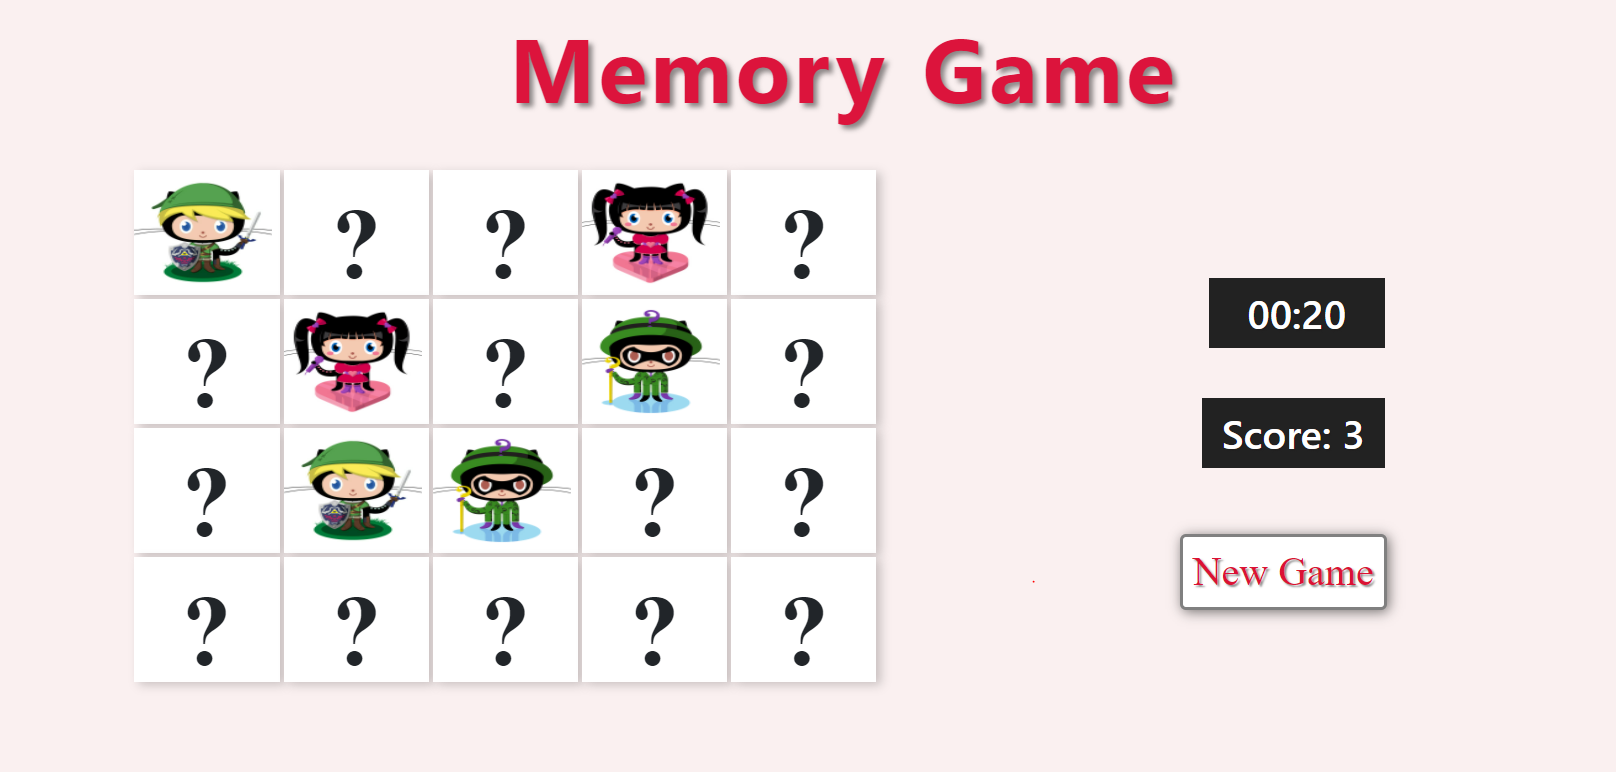 Memory Game
? ? ?
? ? ?
? ? ?
? ? ? ? ?
00:20
Score: 3
New Game